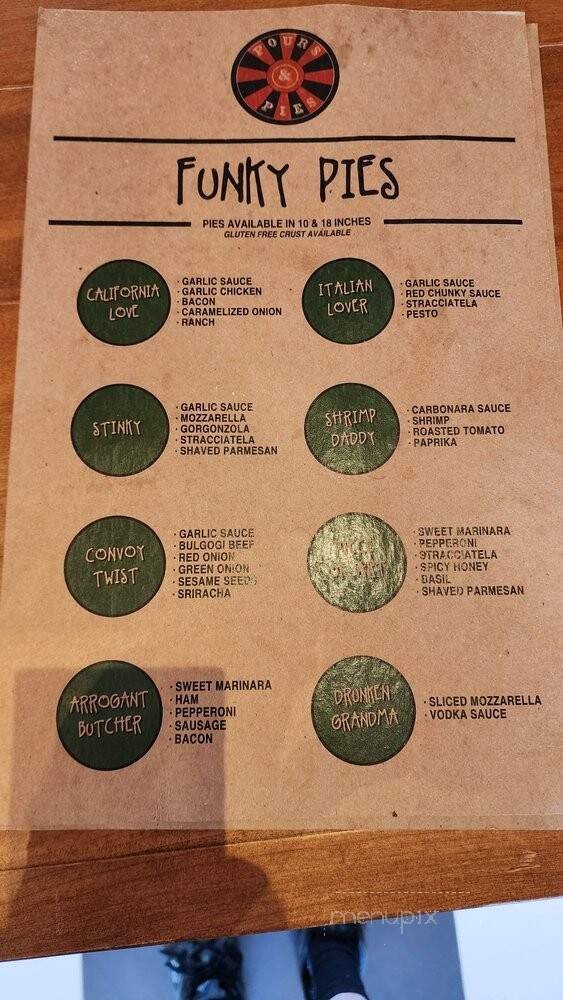 POURS
&
PIES
FUNKY PIES
PIES AVAILABLE IN 10 & 18 INCHES
GLUTEN FREE CRUST AVAILABLE
CALIFORNIA
LOVE
· GARLIC SAUCE
· GARLIC CHICKEN
· BACON
· CARAMELIZED ONION
· RANCH
ITALIAN
LOVER
· GARLIC SAUCE
· RED CHUNKY SAUCE
· STRACCIATELA
· PESTO
STINKY
· GARLIC SAUCE
· MOZZARELLA
· GORGONZOLA
· STRACCIATELA
· SHAVED PARMESAN
SHRIMP
DADDY
· CARBONARA SAUCE
· SHRIMP
· ROASTED TOMATO
· PAPRIKA
CONVOY
TWIST
· GARLIC SAUCE
· BULGOGI BEEF
· RED ONION
· GREEN ONION
· SESAME SEEDS
· SRIRACHA
· SWEET MARINARA
· PEPPERONI
· STRACCIATELA
· SPICY HONEY
· BASIL
· SHAVED PARMESAN
ARROGANT
BUTCHER
· SWEET MARINARA
· HAM
· PEPPERONI
· SAUSAGE
· BACON
DRUNKEN
GRANDMA
· SLICED MOZZARELLA
· VODKA SAUCE
menupix